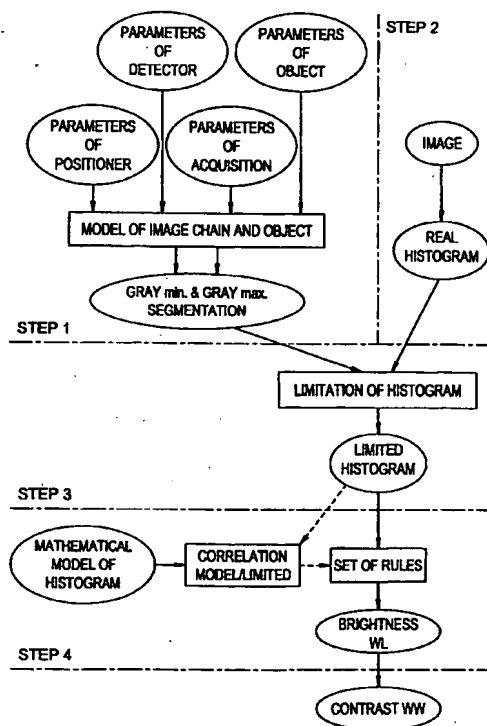 PARAMETERS
OF
DETECTOR
PARAMETERS
OF
OBJECT
STEP 2
PARAMETERS
OF
POSITIONER
PARAMETERS
OF
ACQUISITION
IMAGE
MODEL OF IMAGE CHAIN AND OBJECT
REAL
HISTOGRAM
GRAY min. & GRAY max.
SEGMENTATION
STEP 1
LIMITATION OF HISTOGRAM
LIMITED
HISTOGRAM
STEP 3
MATHEMATICAL
MODEL OF
HISTOGRAM
CORRELATION
MODEL/LIMITED
SET OF RULES
BRIGHTNESS
WL
STEP 4
CONTRAST WW